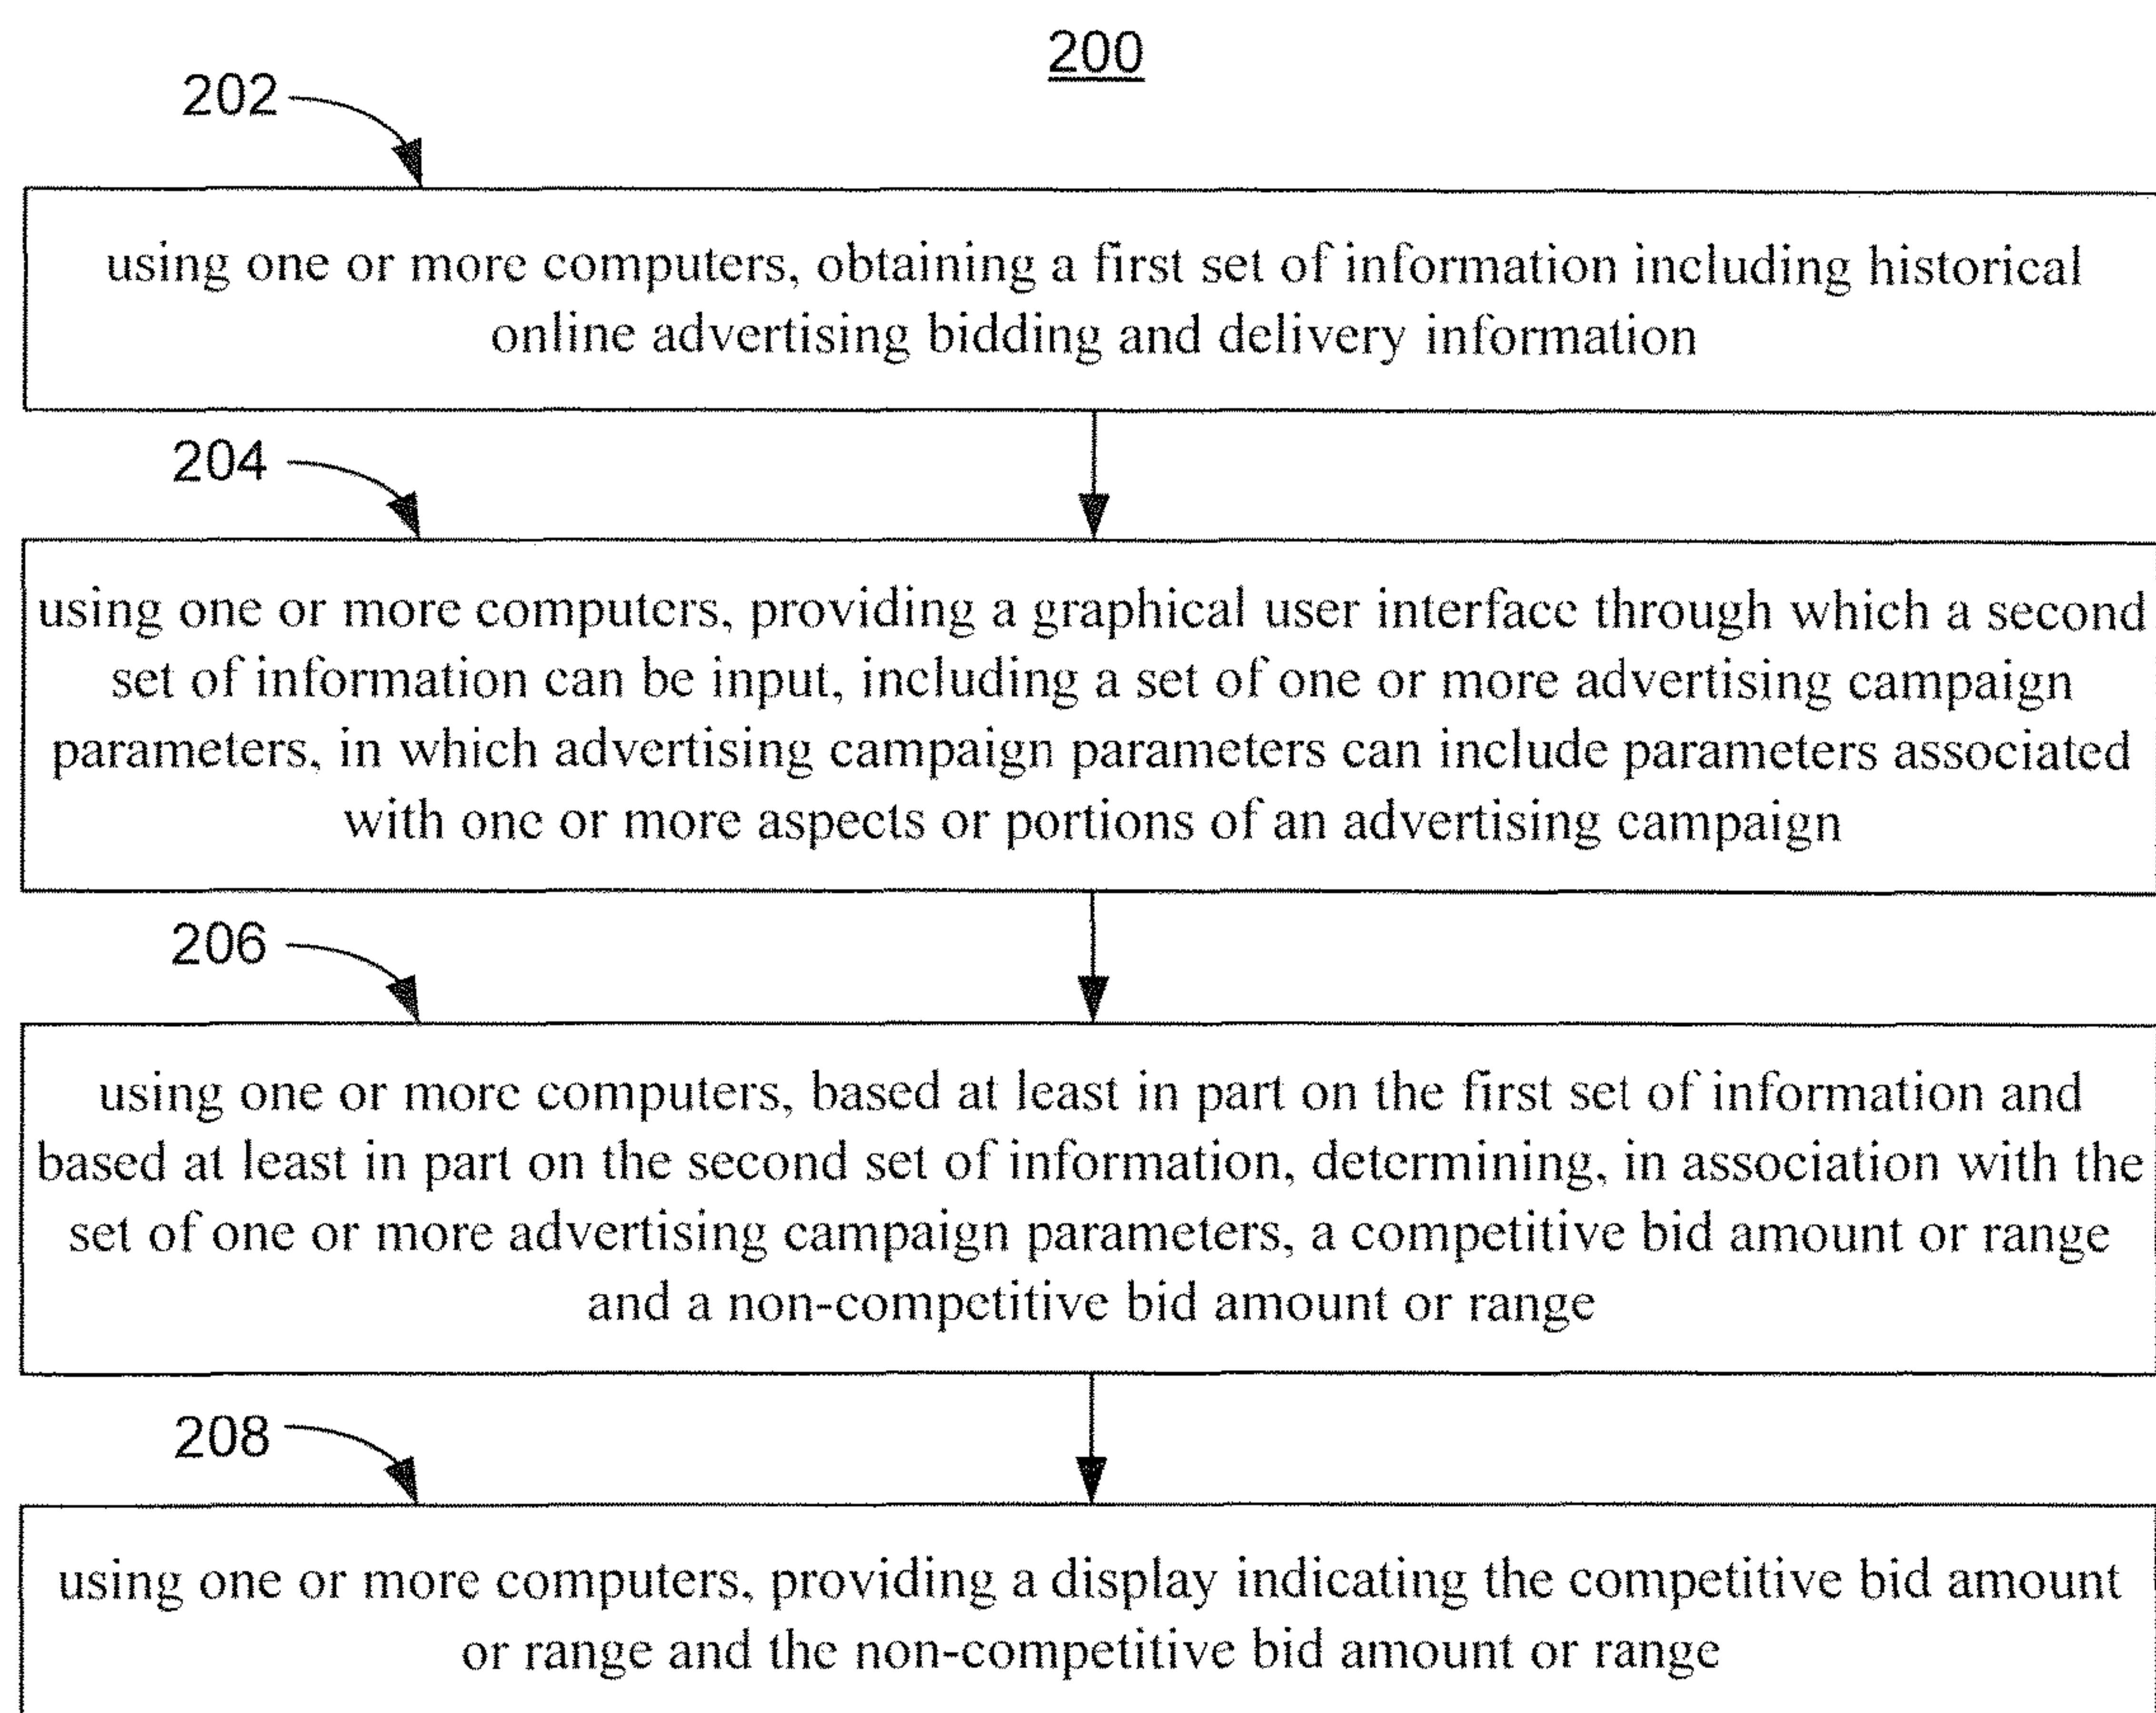 200
202
using one or more computers, obtaining a first set of information including historical
online advertising bidding and delivery information
204
using one or more computers, providing a graphical user interface through which a second
set of information can be input, including a set of one or more advertising campaign
parameters, in which advertising campaign parameters can include parameters associated
with one or more aspects or portions of an advertising campaign
206
using one or more computers, based at least in part on the first set of information and
based at least in part on the second set of information, determining, in association with the
set of one or more advertising campaign parameters, a competitive bid amount or range
and a non-competitive bid amount or range
208
using one or more computers, providing a display indicating the competitive bid amount
or range and the non-competitive bid amount or range